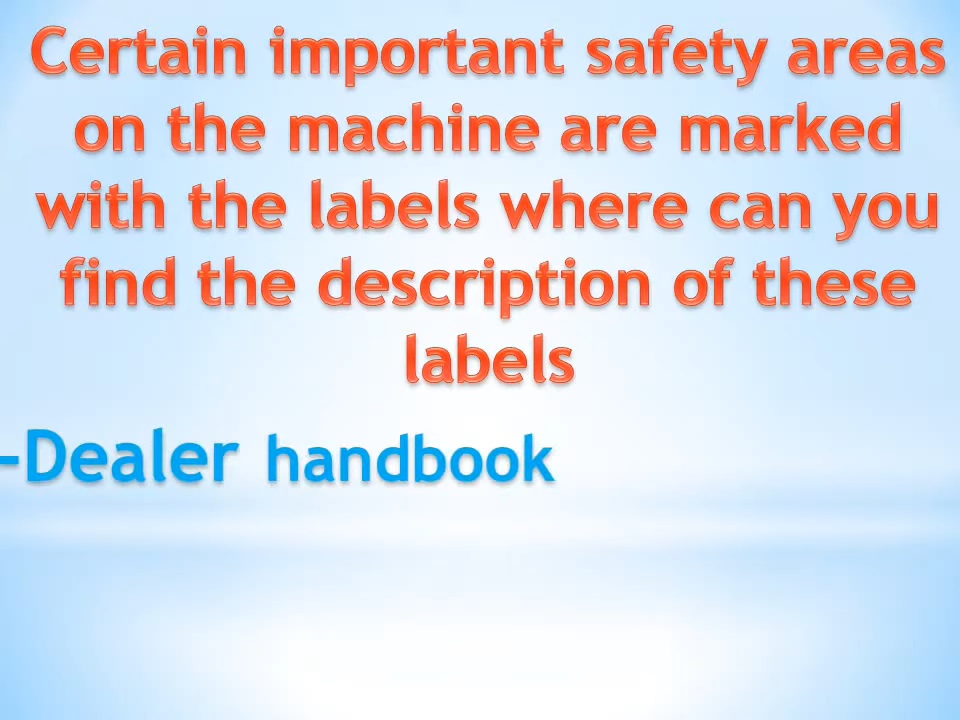 Certain important safety areas
on the machine are marked
with the labels where can you
find the description of these
labels
-Dealer handbook